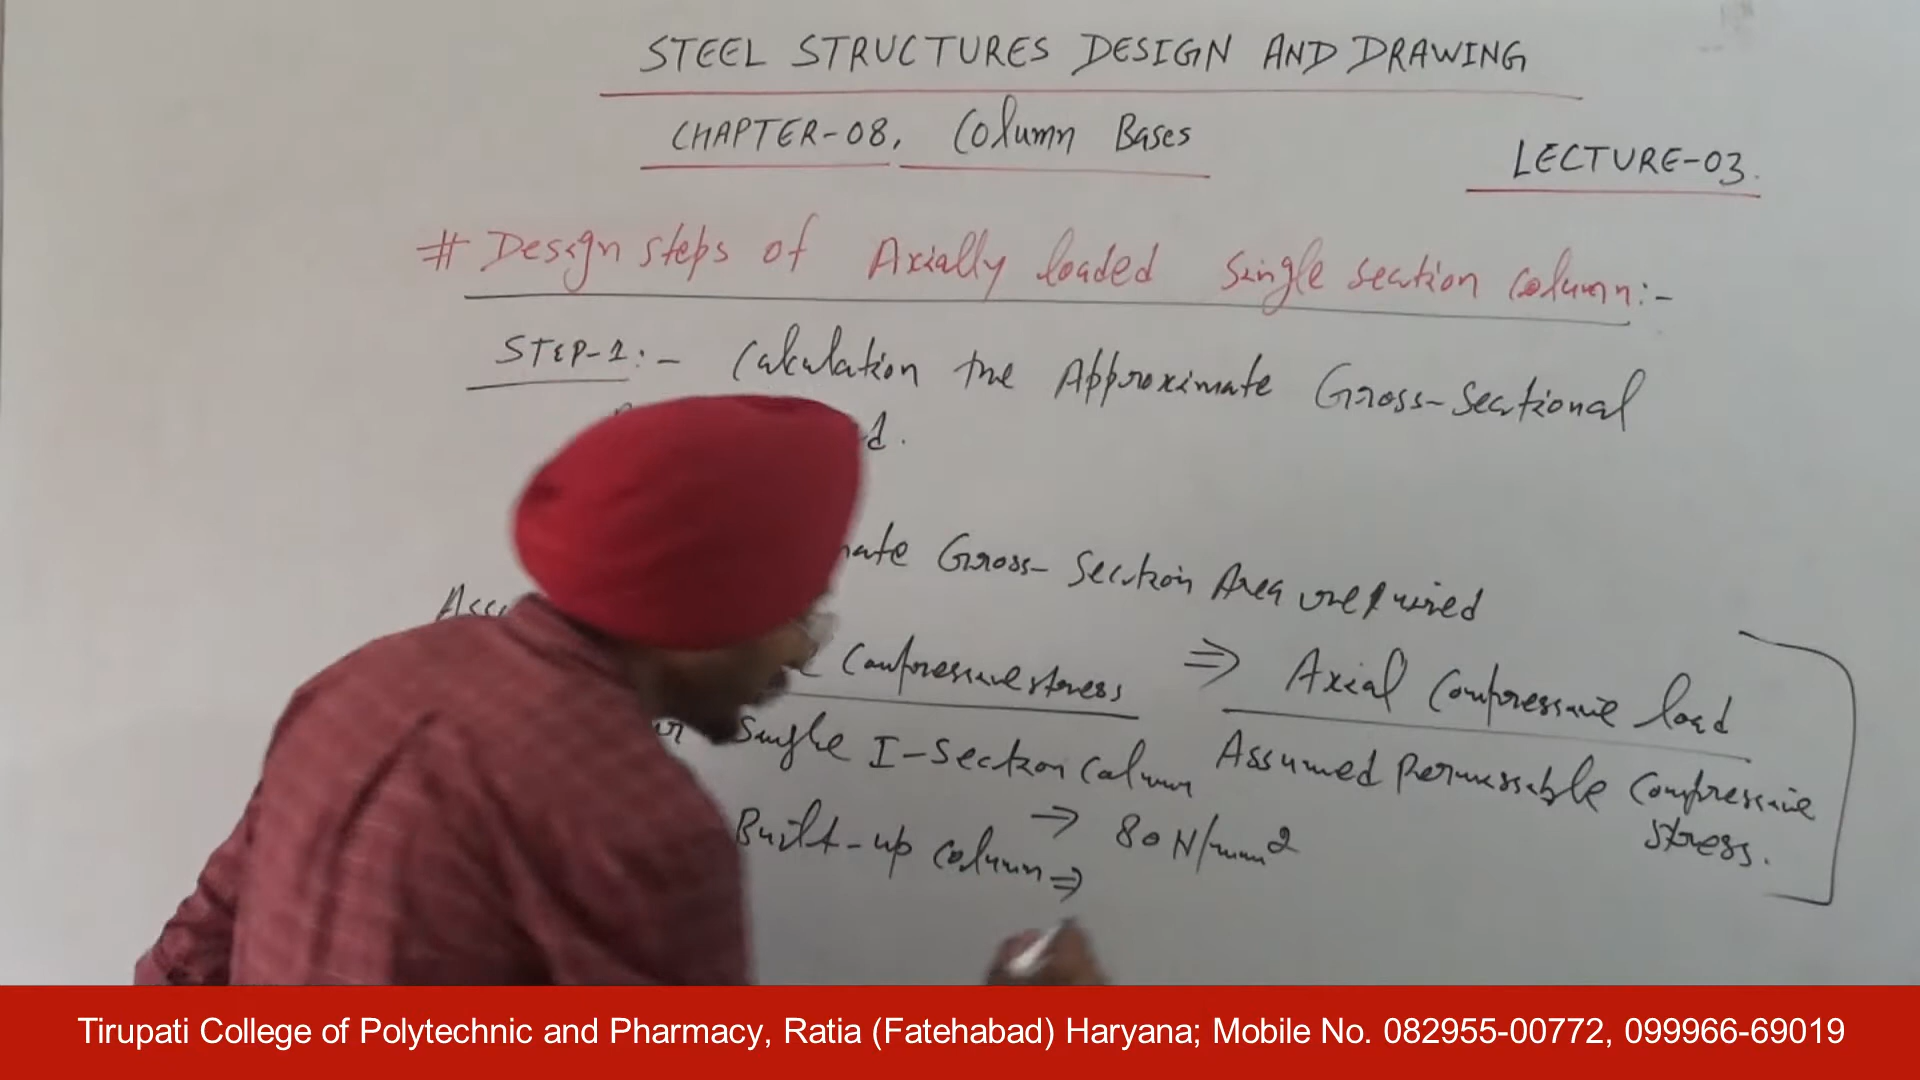 STEEL STRUCTURES DESIGN AND DRAWING
CHAPTER-08, Column Bases
LECTURE-03.
# Design steps of Axially loaded Single section Column:-
STEP-1:- Calculation the Approximate Gross-Sectional
d.
mate Gross-Section Area required
Compressive stress ⇒ Axial Compressive load
Single I-Section Column Assumed Permissable Compressive stress.
→ 80 N/mm2
Built-up Column ⇒
Tirupati College of Polytechnic and Pharmacy, Ratia (Fatehabad) Haryana; Mobile No. 082955-00772, 099966-69019